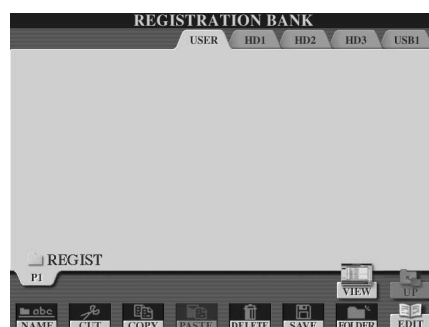 REGISTRATION BANK
USER HD1 HD2 HD3 USB1
REGIST
P1
VIEW UP
abc
NAME CUT COPY PASTE DELETE SAVE FOLDER EDIT